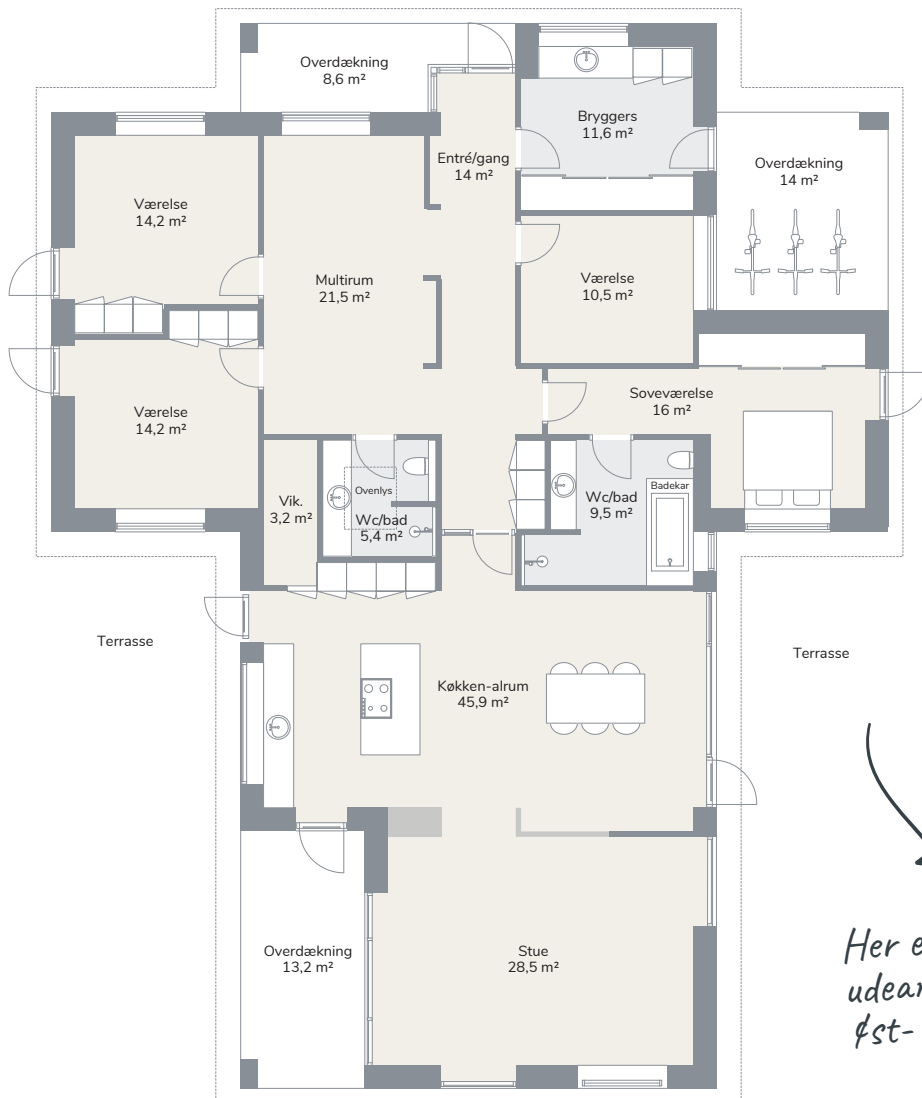 Overdækning
8,6 m²
Bryggers
11,6 m²
Entré/gang
14 m²
Overdækning
14 m²
Værelse
14,2 m²
Multirum
21,5 m²
Værelse
10,5 m²
Soveværelse
16 m²
Værelse
14,2 m²
Vik.
3,2 m²
Ovenlys
Wc/bad
5,4 m²
Wc/bad
9,5 m²
Badekar
Terrasse
Køkken-alrum
45,9 m²
Terrasse
Overdækning
13,2 m²
Stue
28,5 m²
Her e
udear
øst-